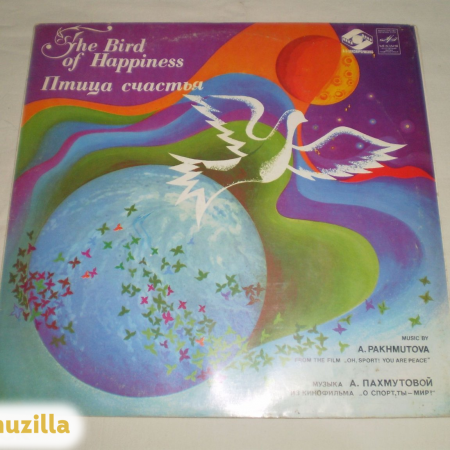 The Bird
of Happiness
Птица счастья
MUSIC BY
A. PAKHMUTOVA
FROM THE FILM „OH, SPORT! YOU ARE PEACE"
МУЗЫКА А. ПАХМУТОВОЙ
ИЗ КИНОФИЛЬМА „О СПОРТ, ТЫ — МИР!"
uzilla